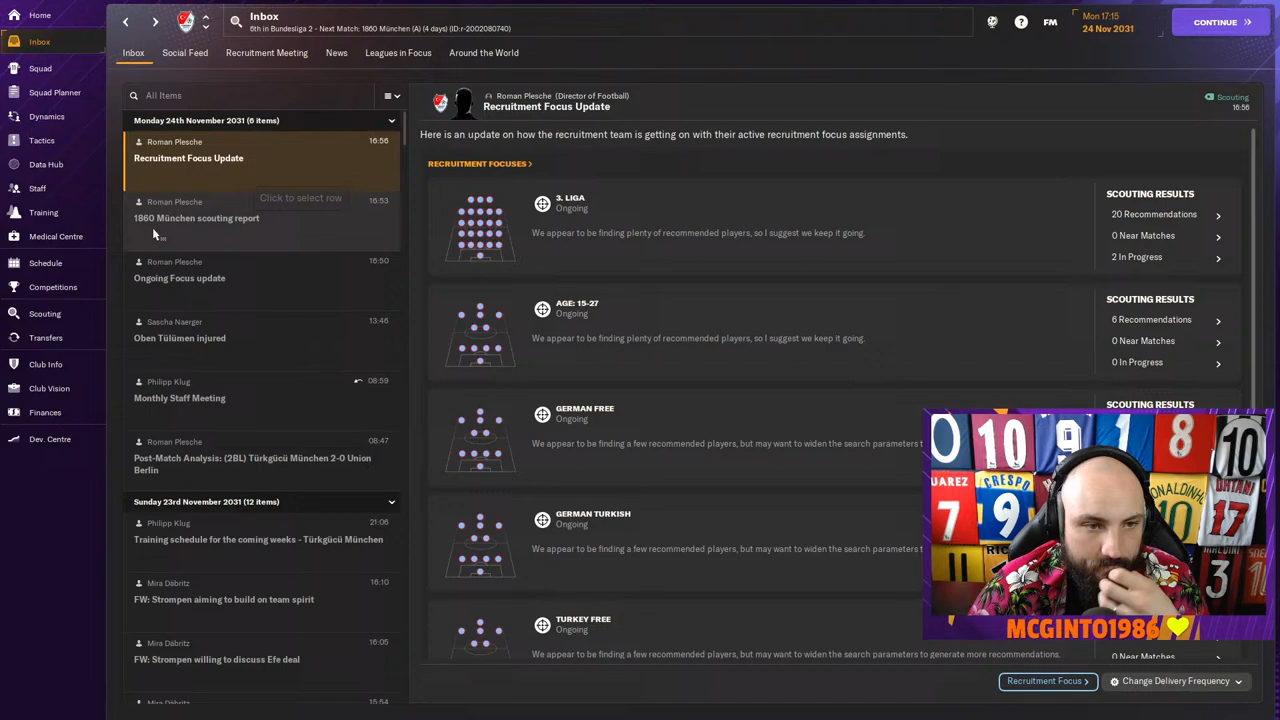 Home
Inbox
Squad
Squad Planner
Dynamics
Tactics
Data Hub
Staff
Training
Medical Centre
Schedule
Competitions
Scouting
Transfers
Club Info
Club Vision
Finances
Dev. Centre
Inbox
6th in Bundesliga 2 - Next Match: 1860 München (A) (4 days) (ID:r-2002080740)
?
FM
Mon 17:15
24 Nov 2031
CONTINUE
Inbox
Social Feed
Recruitment Meeting
News
Leagues in Focus
Around the World
All Items
Monday 24th November 2031 (6 items)
Roman Plesche
16:56
Recruitment Focus Update
Click to select row
Roman Plesche
16:53
1860 München scouting report
Roman Plesche
16:50
Ongoing Focus update
Sascha Naerger
13:46
Oben Tülümen injured
Philipp Klug
08:59
Monthly Staff Meeting
Roman Plesche
08:47
Post-Match Analysis: (2BL) Türkgücü München 2-0 Union
Berlin
Sunday 23rd November 2031 (12 items)
Philipp Klug
21:06
Training schedule for the coming weeks - Türkgücü München
Mira Däbritz
16:10
FW: Strompen aiming to build on team spirit
Mira Däbritz
16:05
FW: Strompen willing to discuss Efe deal
15:54
Roman Plesche (Director of Football)
Recruitment Focus Update
Scouting
16:56
Here is an update on how the recruitment team is getting on with their active recruitment focus assignments.
RECRUITMENT FOCUSES >
3. LIGA
Ongoing
We appear to be finding plenty of recommended players, so I suggest we keep it going.
SCOUTING RESULTS
20 Recommendations
0 Near Matches
2 In Progress
AGE: 15-27
Ongoing
We appear to be finding plenty of recommended players, so I suggest we keep it going.
SCOUTING RESULTS
6 Recommendations
0 Near Matches
0 In Progress
GERMAN FREE
Ongoing
We appear to be finding a few recommended players, but may want to widen the search parameters t
SCOUTING RESULTS
GERMAN TURKISH
Ongoing
We appear to be finding a few recommended players, but may want to widen the search parameters t
TURKEY FREE
Ongoing
We appear to be finding a few recommended players, but may want to widen the search parameters to generate more recommendations.
0 Near Matches
Recruitment Focus >
Change Delivery Frequency
10
9
1
8
10
UAREZ
7
CRESPO
9
ONALDINH
10
OHTANI
17
11
3
MCGINTO1986